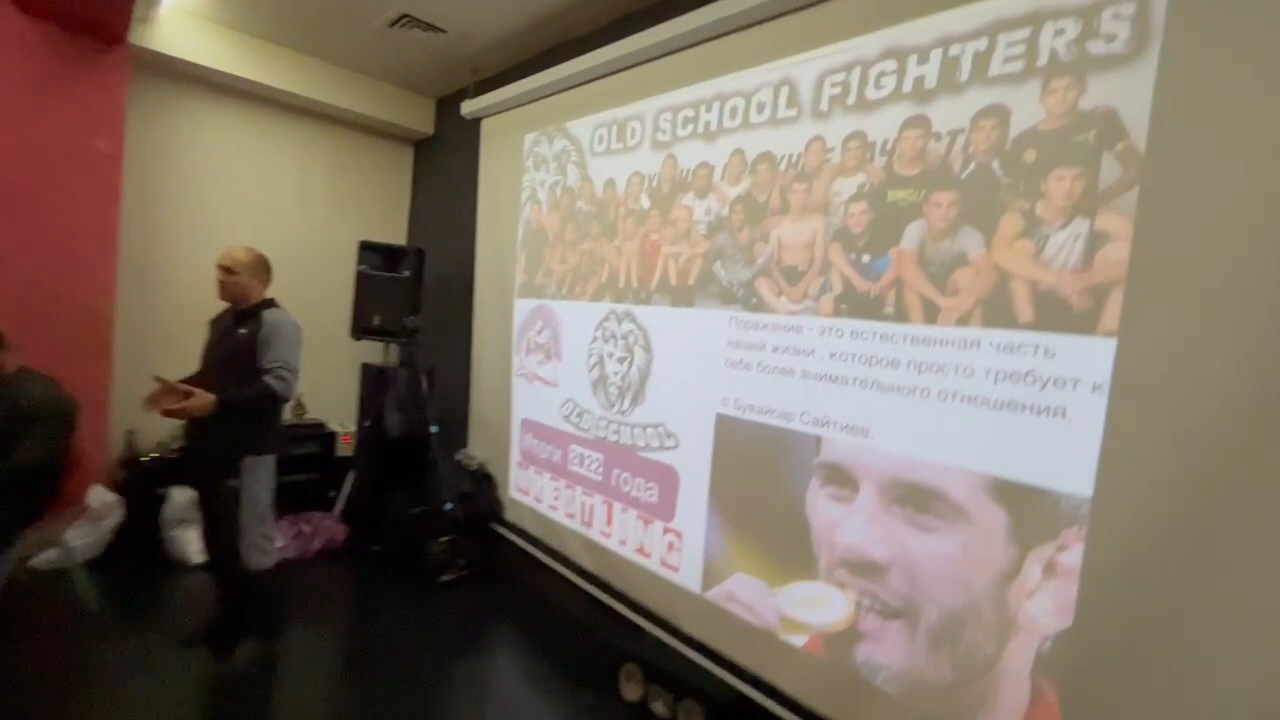 OLD SCHOOL FIGHTERS
Поражение - это естественная часть
нашей жизни , которое просто требует к
себе более внимательного отношения.
© Бувайсар Сайтиев.
OLD SCHOOL
Итоги 2022 года
WRESTLING